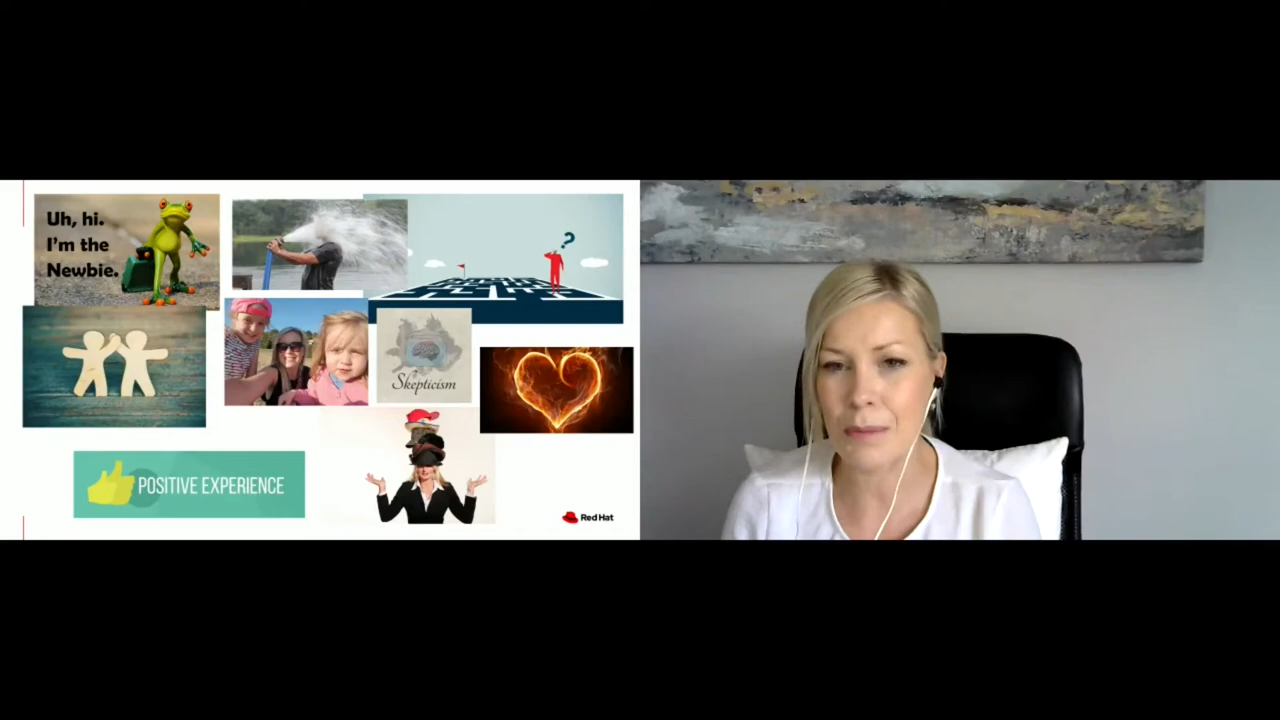 Uh, hi.
I'm the
Newbie.
?
Skepticism
POSITIVE EXPERIENCE
Red Hat